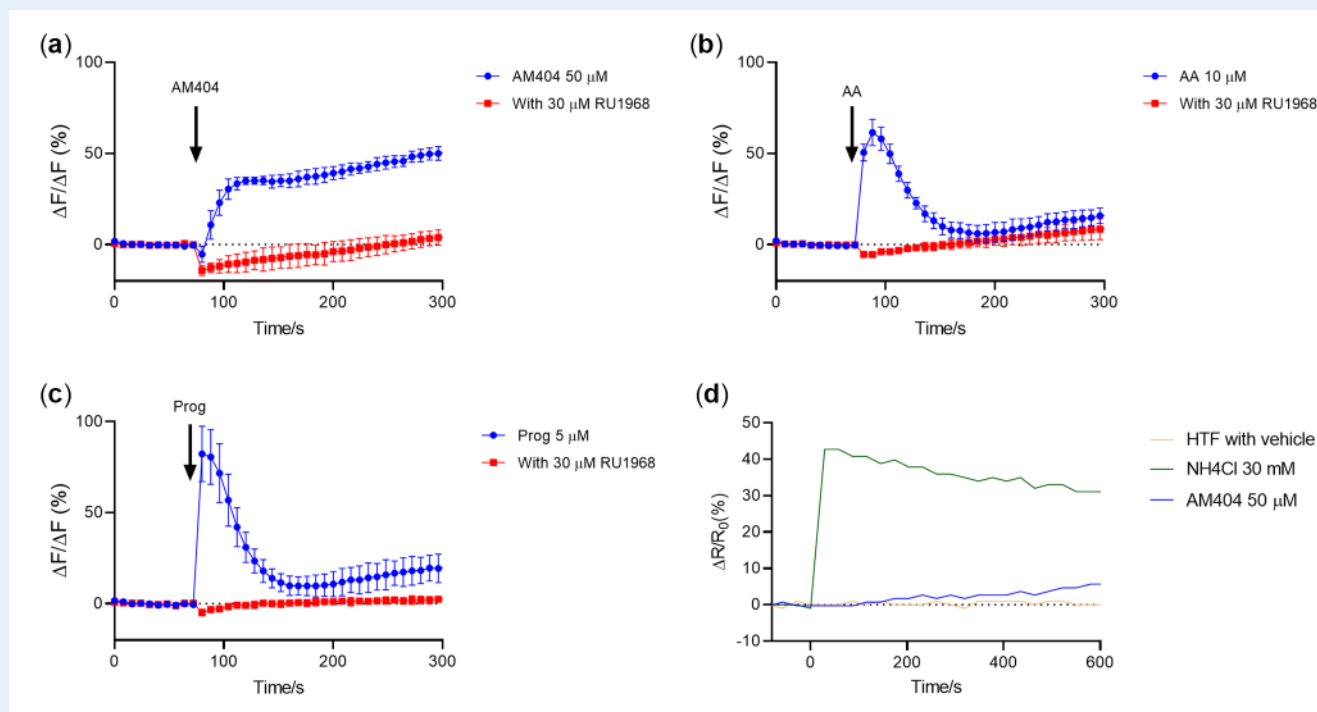 (a)
AM404
AM404 50 μM
With 30 μM RU1968
ΔF/ΔF (%)
100
50
0
0
100
200
300
Time/s
(b)
AA
AA 10 μM
With 30 μM RU1968
ΔF/ΔF (%)
100
50
0
0
100
200
300
Time/s
(c)
Prog
Prog 5 μM
With 30 μM RU1968
ΔF/ΔF (%)
100
50
0
0
100
200
300
Time/s
(d)
HTF with vehicle
NH4Cl 30 mM
AM404 50 μM
ΔR/R₀(%)
50
40
30
20
10
0
-10
0
200
400
600
Time/s